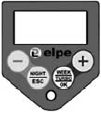 elpe
− +
NIGHT WEEK
ESC OK